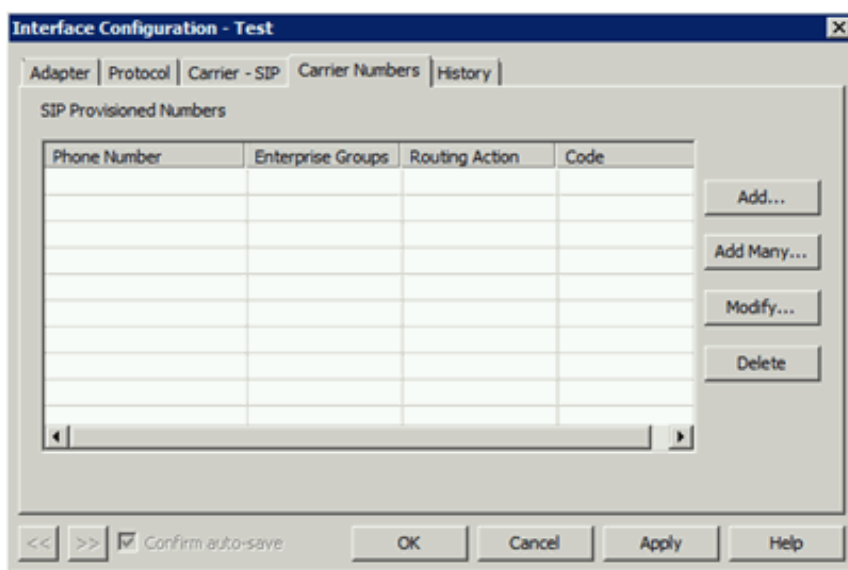 Interface Configuration - Test
Adapter Protocol Carrier - SIP Carrier Numbers History
SIP Provisioned Numbers
Phone Number Enterprise Groups Routing Action Code
Add...
Add Many...
Modify...
Delete
<< >> Confirm auto-save OK Cancel Apply Help